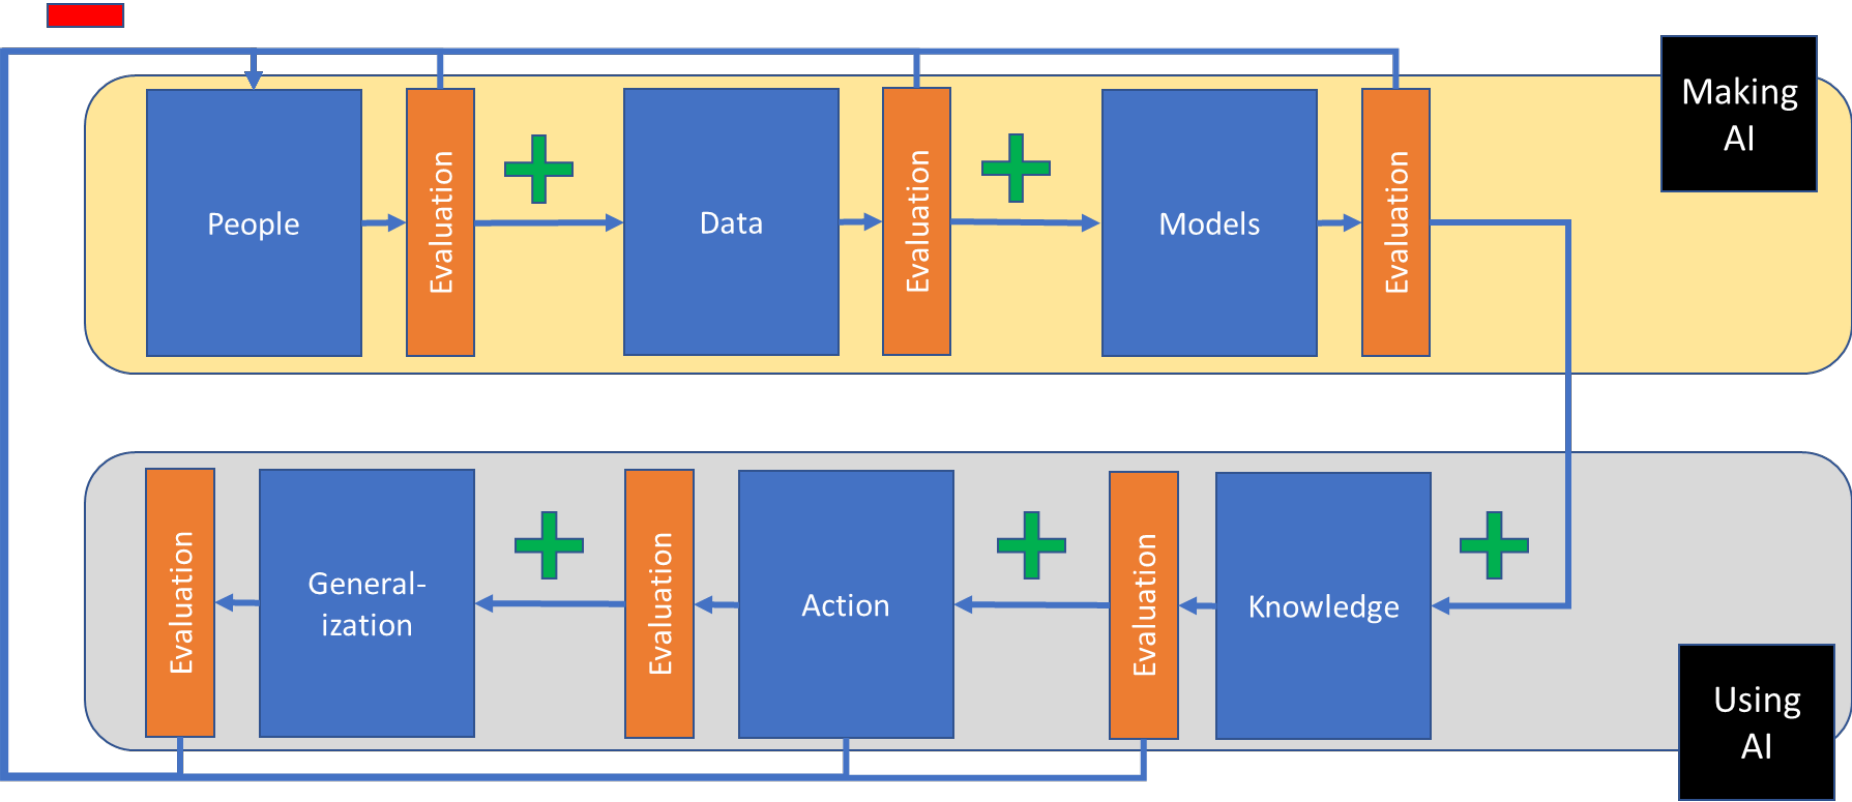 Making
AI
People
Evaluation
Data
Evaluation
Models
Evaluation
Evaluation
General-
ization
Evaluation
Action
Evaluation
Knowledge
Using
AI